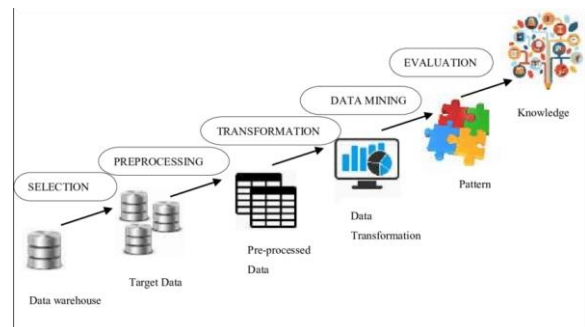 EVALUATION
Knowledge
DATA MINING
Pattern
TRANSFORMATION
Data
Transformation
PREPROCESSING
Pre-processed
Data
SELECTION
Target Data
Data warehouse